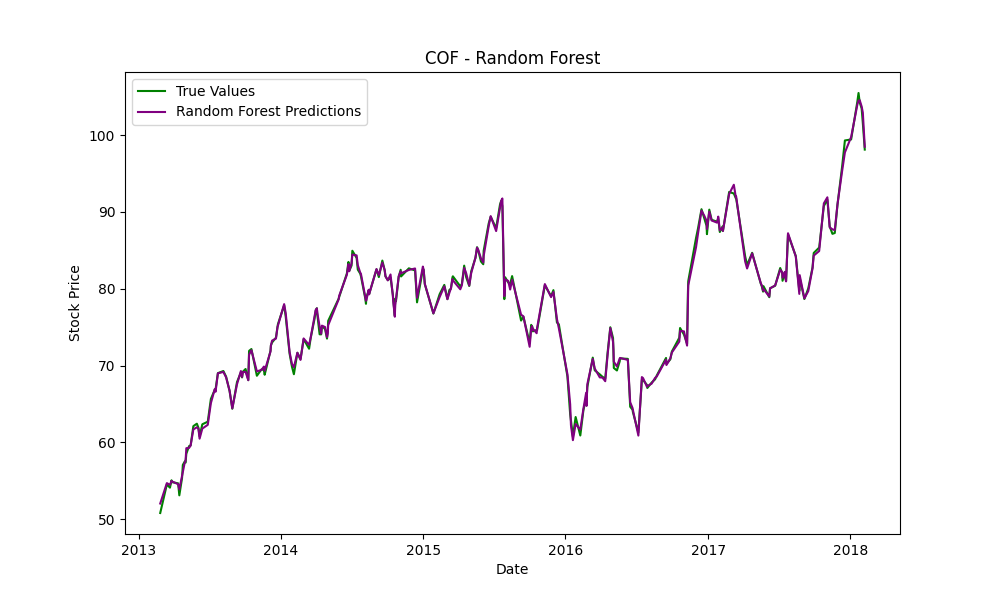 COF - Random Forest
True Values
Random Forest Predictions
100
90
80
70
60
50
Stock Price
2013 2014 2015 2016 2017 2018
Date